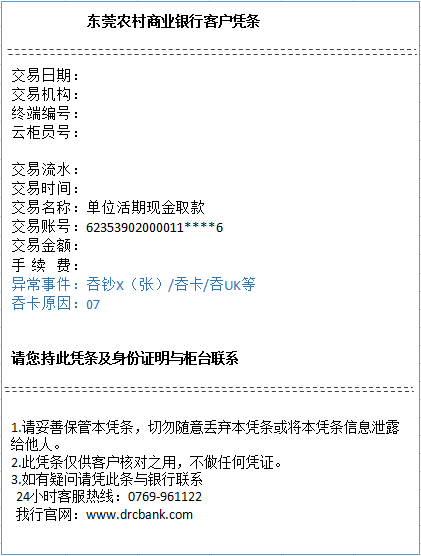 东莞农村商业银行客户凭条
交易日期：
交易机构：
终端编号：
云柜员号：
交易流水：
交易时间：
交易名称：单位活期现金取款
交易账号：62353902000011****6
交易金额：
手 续 费：
异常事件：吞钞X（张）/吞卡/吞UK等
吞卡原因：07
请您持此凭条及身份证明与柜台联系
1.请妥善保管本凭条，切勿随意丢弃本凭条或将本凭条信息泄露
给他人。
2.此凭条仅供客户核对之用，不做任何凭证。
3.如有疑问请凭此条与银行联系
24小时客服热线：0769-961122
我行官网：www.drcbank.com